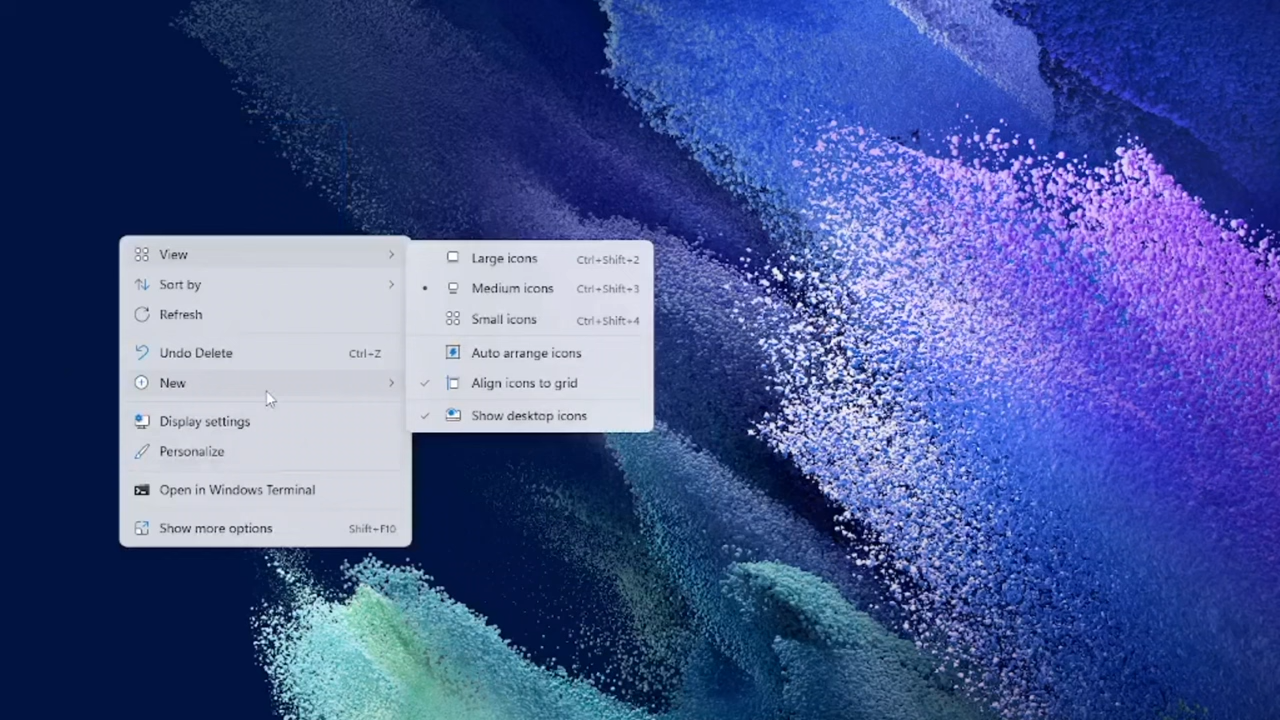 View
Sort by
Refresh
Undo Delete Ctrl+Z
New
Display settings
Personalize
Open in Windows Terminal
Show more options Shift+F10
Large icons Ctrl+Shift+2
Medium icons Ctrl+Shift+3
Small icons Ctrl+Shift+4
Auto arrange icons
Align icons to grid
Show desktop icons